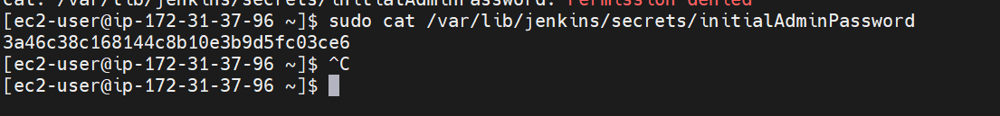 cat: /var/lib/jenkins/secrets/initialAdminPassword: Permission denied
[ec2-user@ip-172-31-37-96 ~]$ sudo cat /var/lib/jenkins/secrets/initialAdminPassword
3a46c38c168144c8b10e3b9d5fc03ce6
[ec2-user@ip-172-31-37-96 ~]$ ^C
[ec2-user@ip-172-31-37-96 ~]$